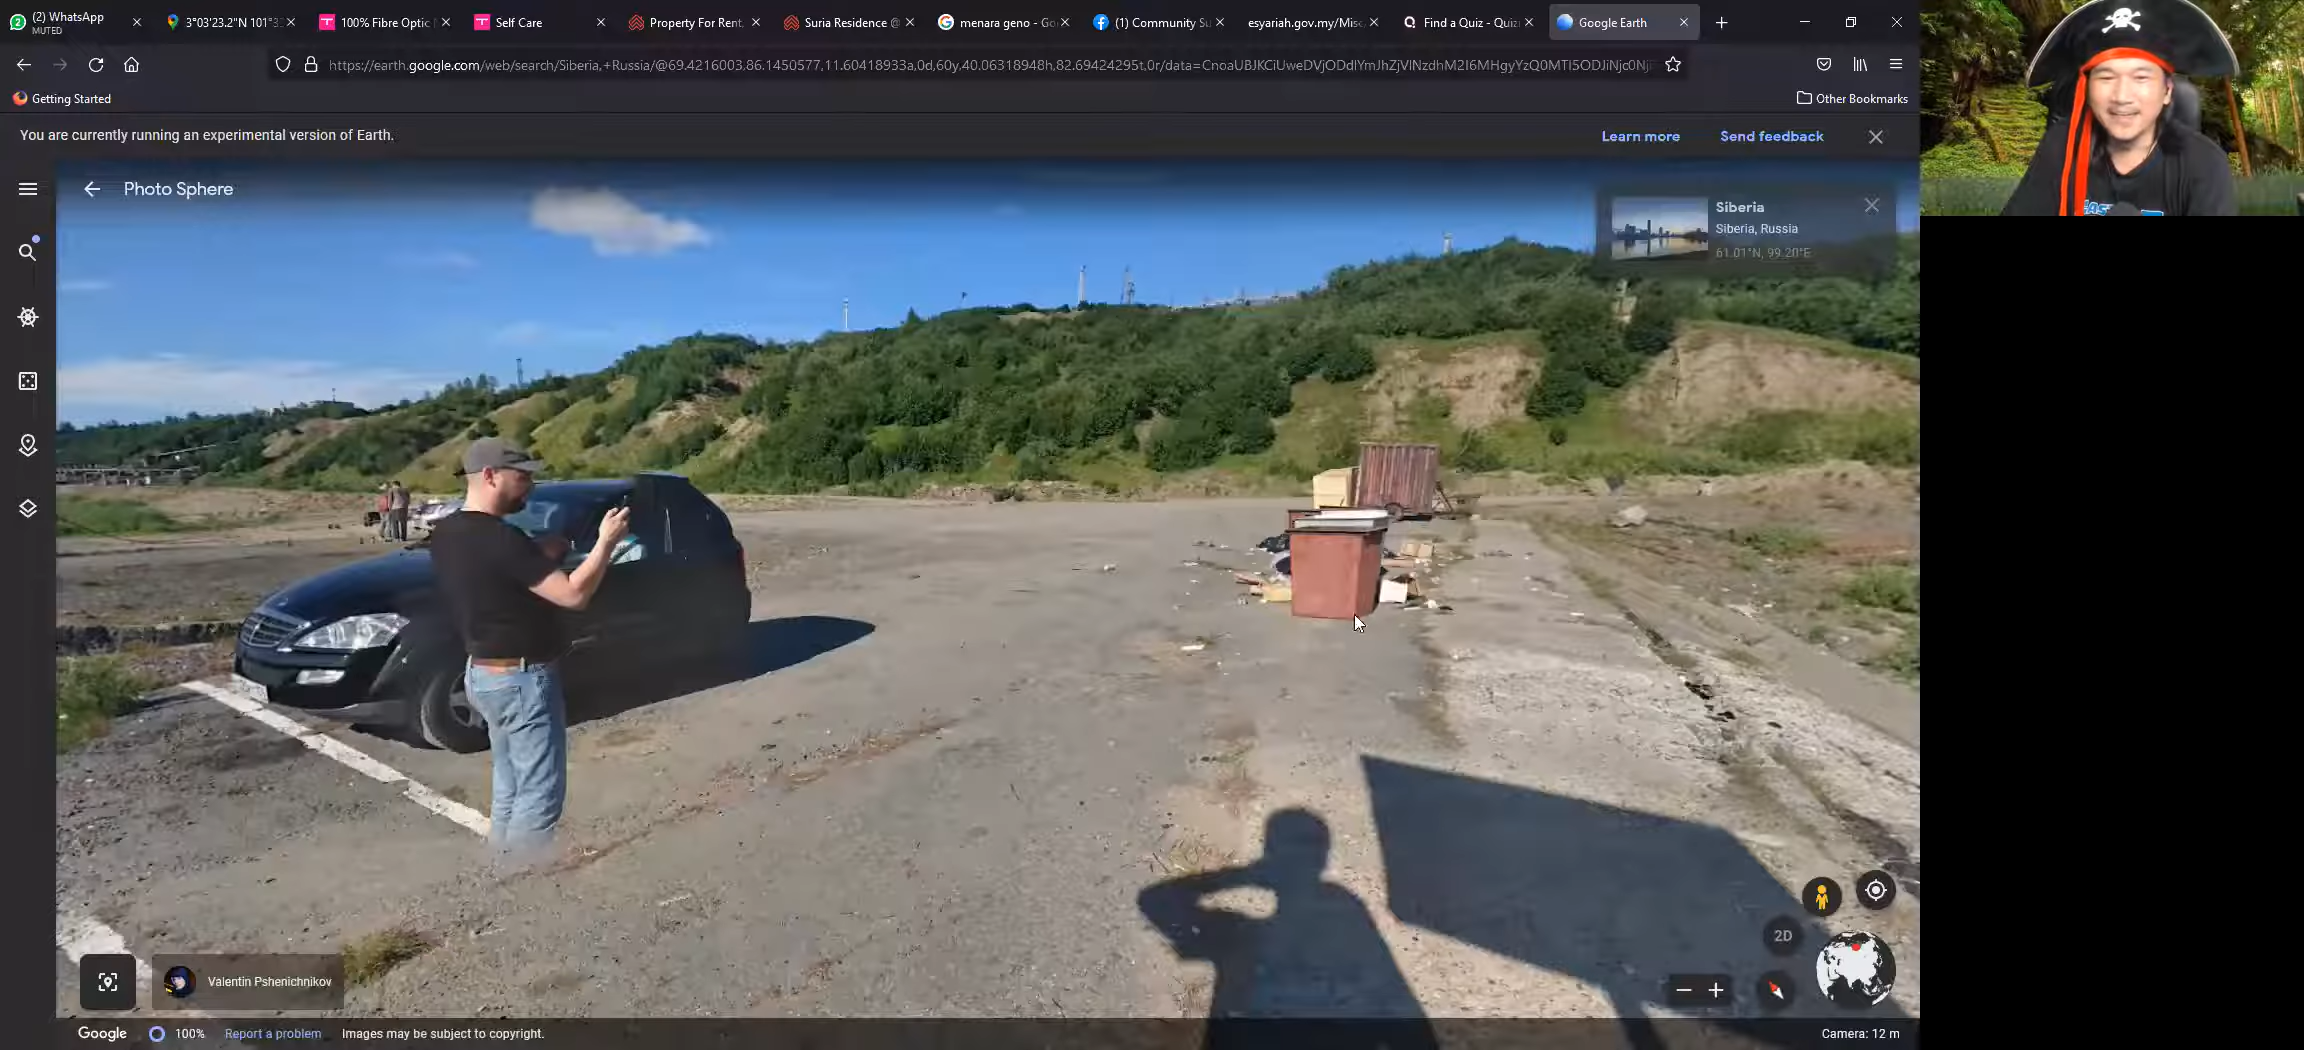 (2) WhatsApp
MUTED
3°03'23.2"N 101°3
100% Fibre Optic
Self Care
Property For Rent,
Suria Residence @
menara geno - Go
(1) Community Su
esyariah.gov.my/Misc
Find a Quiz - Quiz
Google Earth
https://earth.google.com/web/search/Siberia,+Russia/@69.4216003,86.1450577,11.60418933a,0d,60y,40.06318948h,82.69424295t,0r/data=
Getting Started
Other Bookmarks
You are currently running an experimental version of Earth.
Learn more
Send feedback
Photo Sphere
Siberia
Siberia, Russia
61.01°N, 99.20°E
2D
Valentin Pshenichnikov
Google
100%
Report a problem
Images may be subject to copyright.
Camera: 12 m